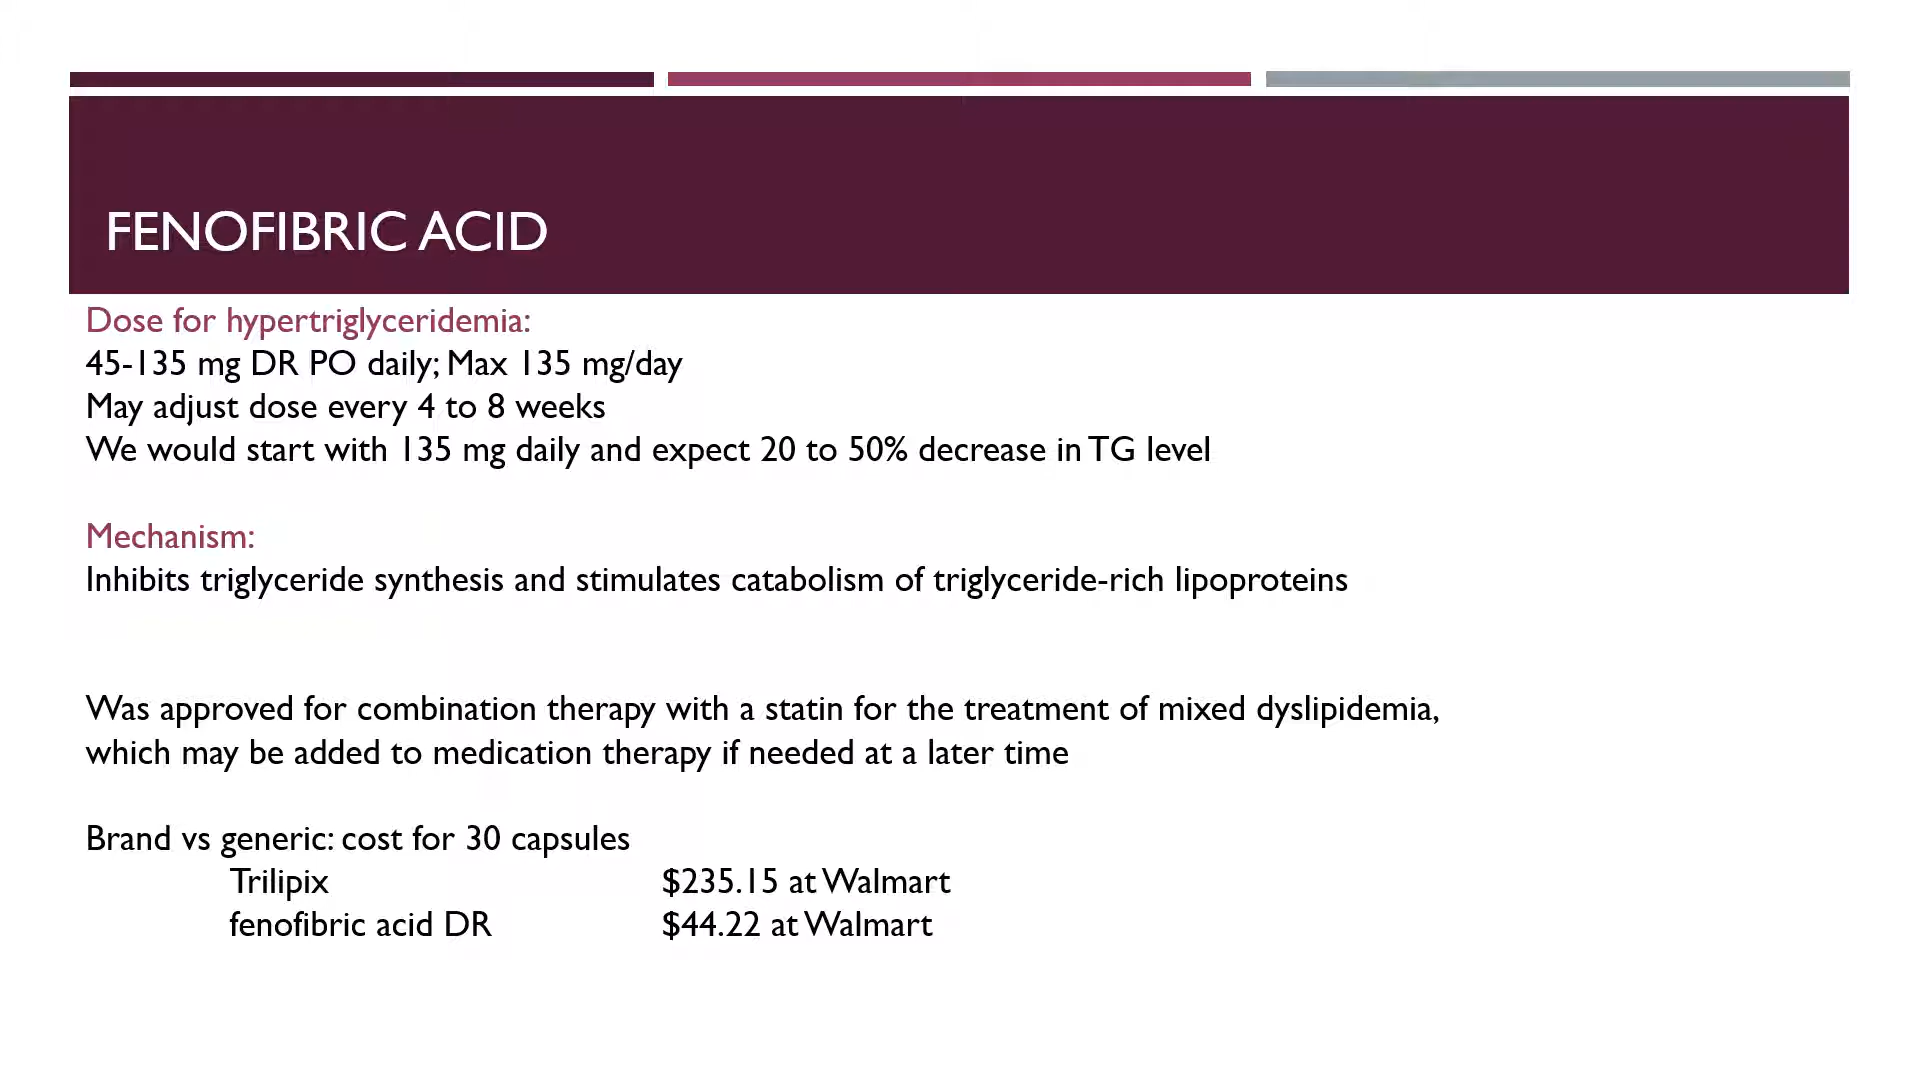 FENOFIBRIC ACID
Dose for hypertriglyceridemia:
45-135 mg DR PO daily; Max 135 mg/day
May adjust dose every 4 to 8 weeks
We would start with 135 mg daily and expect 20 to 50% decrease in TG level
Mechanism:
Inhibits triglyceride synthesis and stimulates catabolism of triglyceride-rich lipoproteins
Was approved for combination therapy with a statin for the treatment of mixed dyslipidemia,
which may be added to medication therapy if needed at a later time
Brand vs generic: cost for 30 capsules
Trilipix $235.15 at Walmart
fenofibric acid DR $44.22 at Walmart